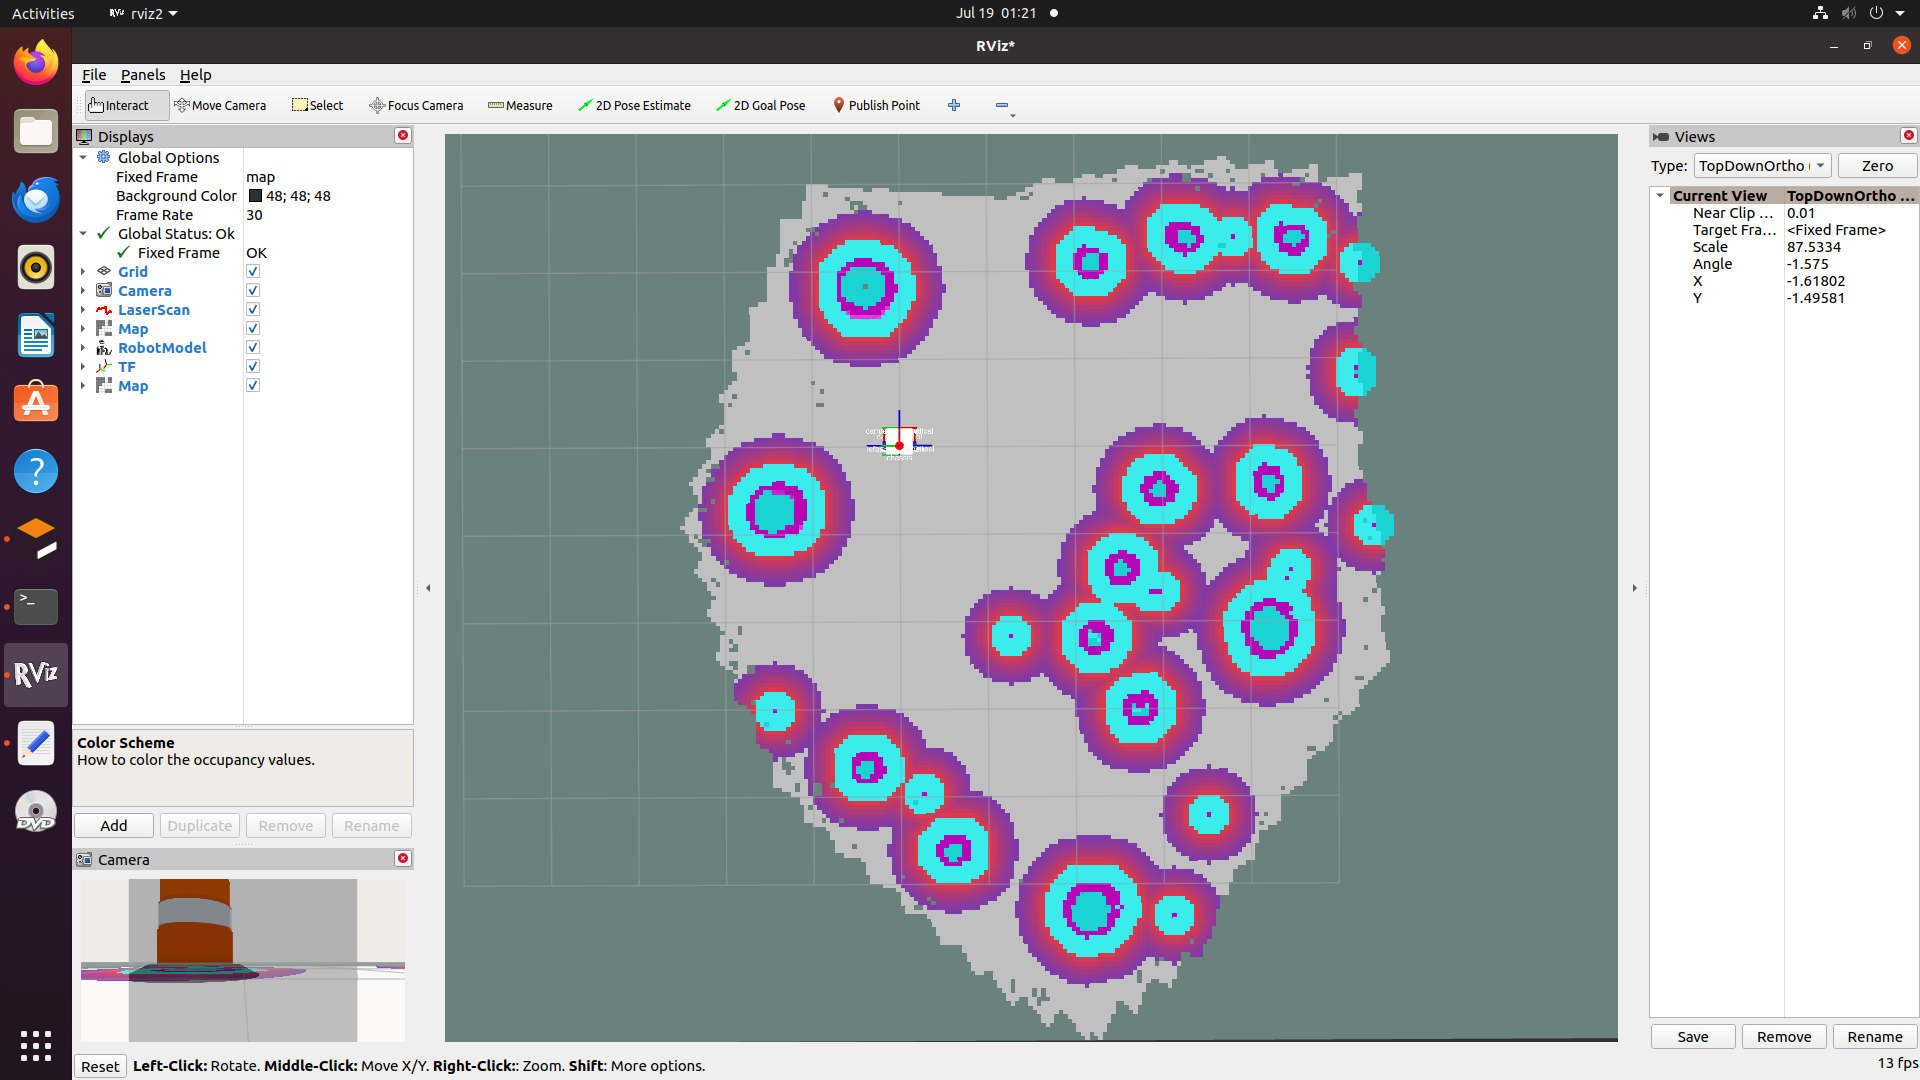 Activities
RViz
rviz2
Jul 19 01:21
RViz*
File
Panels
Help
Interact
Move Camera
Select
Focus Camera
Measure
2D Pose Estimate
2D Goal Pose
Publish Point
Displays
Global Options
Fixed Frame map
Background Color 48; 48; 48
Frame Rate 30
Global Status: Ok
Fixed Frame OK
Grid
Camera
LaserScan
Map
RobotModel
TF
Map
Color Scheme
How to color the occupancy values.
Add
Duplicate
Remove
Rename
Camera
Views
Type: TopDownOrtho (
Zero
Current View TopDownOrtho ...
Near Clip ... 0.01
Target Fra... <Fixed Frame>
Scale 87.5334
Angle -1.575
X -1.61802
Y -1.49581
Save
Remove
Rename
Reset
Left-Click: Rotate. Middle-Click: Move X/Y. Right-Click:: Zoom. Shift: More options.
13 fps
>_
RViz
DVD
?